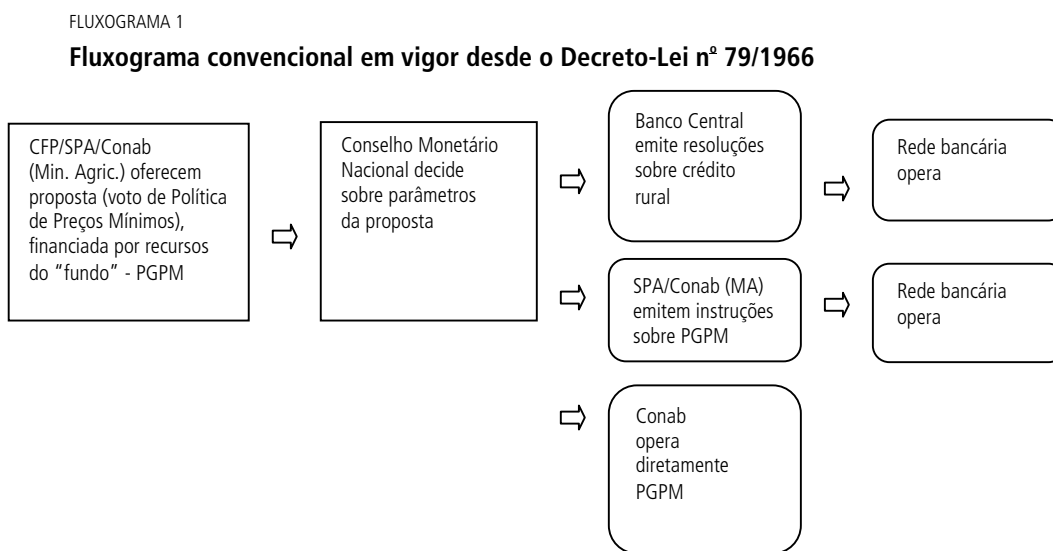 FLUXOGRAMA 1
Fluxograma convencional em vigor desde o Decreto-Lei nº 79/1966
CFP/SPA/Conab
(Min. Agric.) oferecem
proposta (voto de Política
de Preços Mínimos),
financiada por recursos
do “fundo” - PGPM
Conselho Monetário
Nacional decide
sobre parâmetros
da proposta
Banco Central
emite resoluções
sobre crédito
rural
Rede bancária
opera
SPA/Conab (MA)
emitem instruções
sobre PGPM
Rede bancária
opera
Conab
opera
diretamente
PGPM